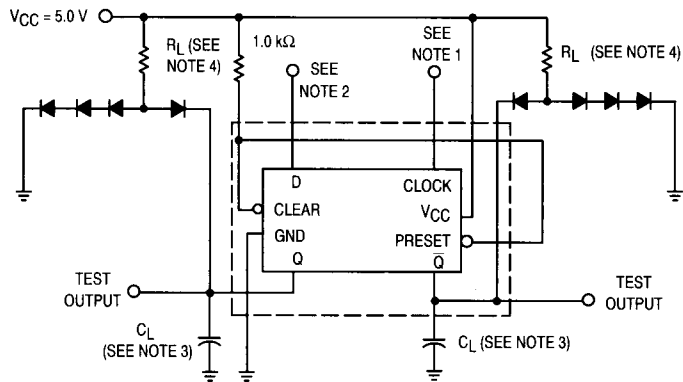 VCC = 5.0 V
RL (SEE
NOTE 4)
1.0 kΩ
SEE
NOTE 2
SEE
NOTE 1
RL (SEE NOTE 4)
D
CLOCK
CLEAR
VCC
GND
PRESET
Q
Q̅
TEST
OUTPUT
TEST
OUTPUT
CL
(SEE NOTE 3)
CL (SEE NOTE 3)